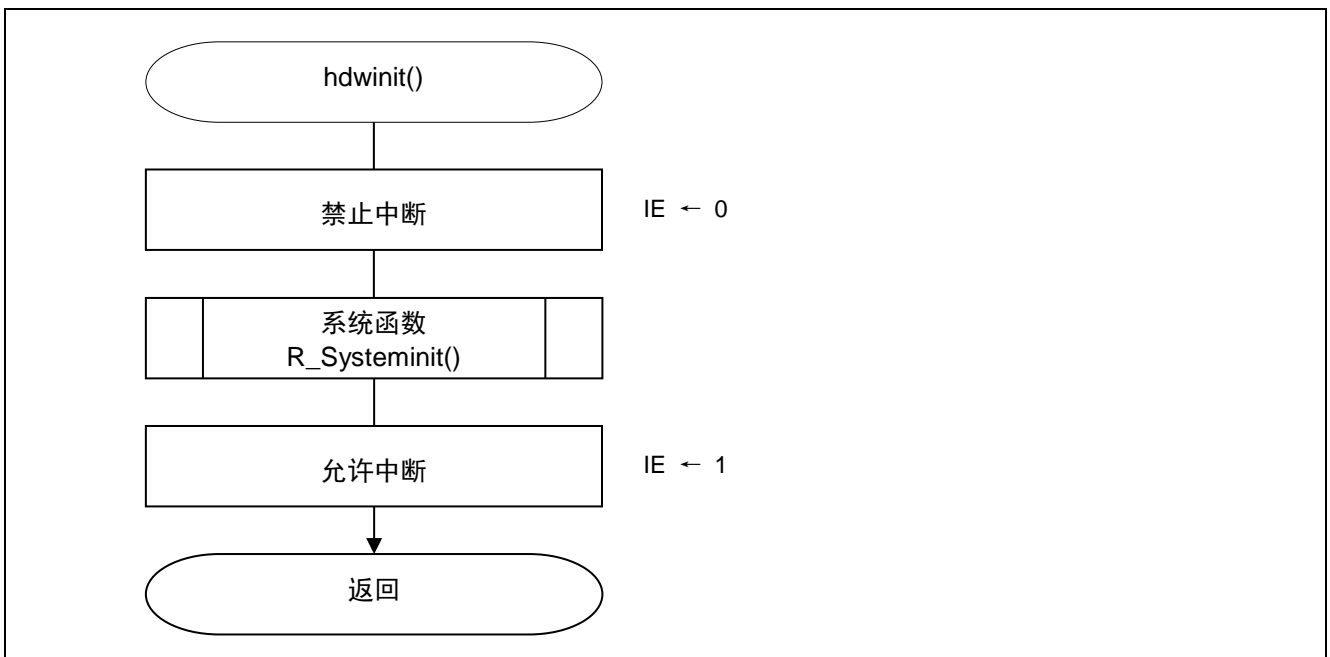 hdwinit()
禁止中断
IE ← 0
系统函数
R_Systeminit()
允许中断
IE ← 1
返回